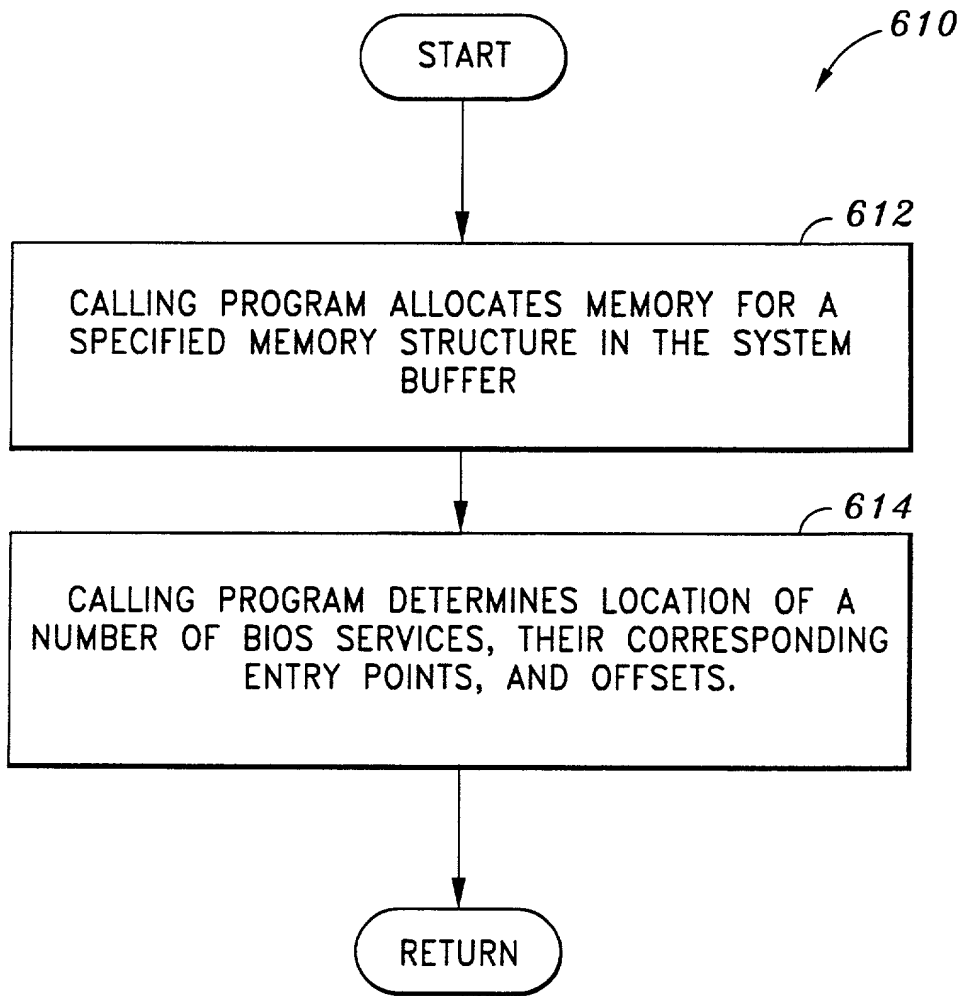 610
START
612
CALLING PROGRAM ALLOCATES MEMORY FOR A
SPECIFIED MEMORY STRUCTURE IN THE SYSTEM
BUFFER
614
CALLING PROGRAM DETERMINES LOCATION OF A
NUMBER OF BIOS SERVICES, THEIR CORRESPONDING
ENTRY POINTS, AND OFFSETS.
RETURN